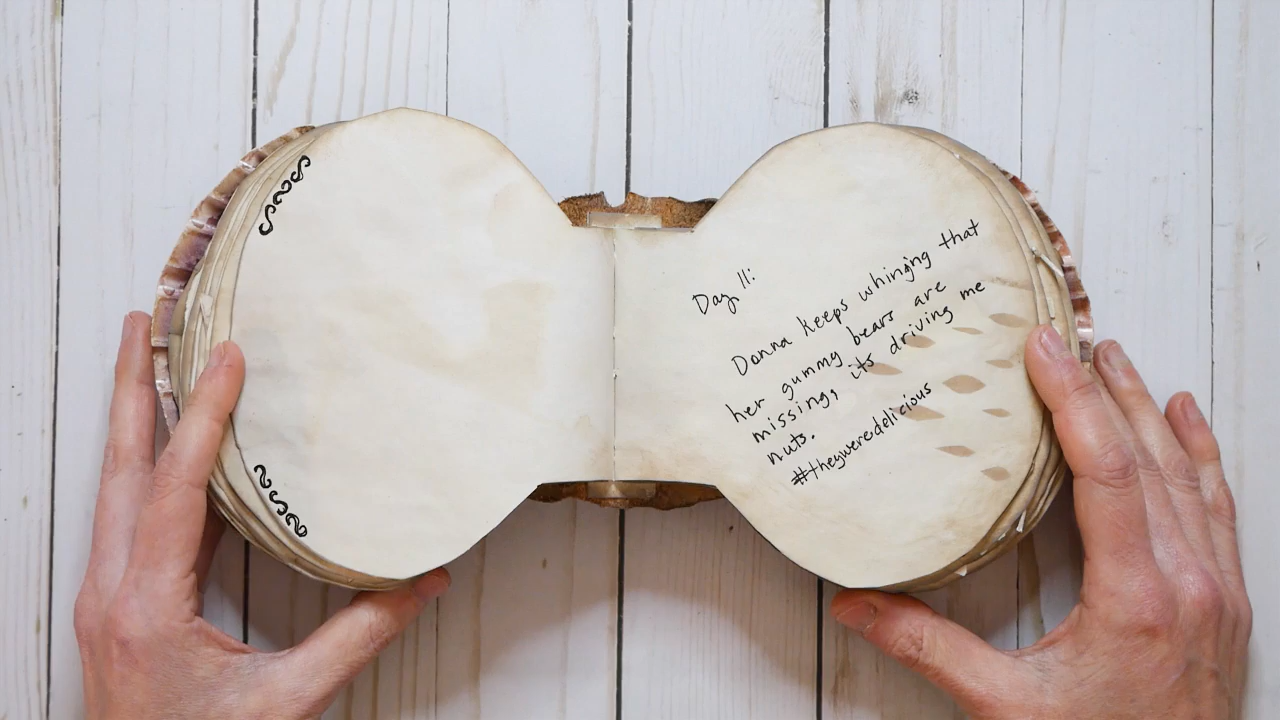 Day 11:
Donna keeps whinging that
her gummy bears are
missing, its driving me
nuts.
#theyweredelicious